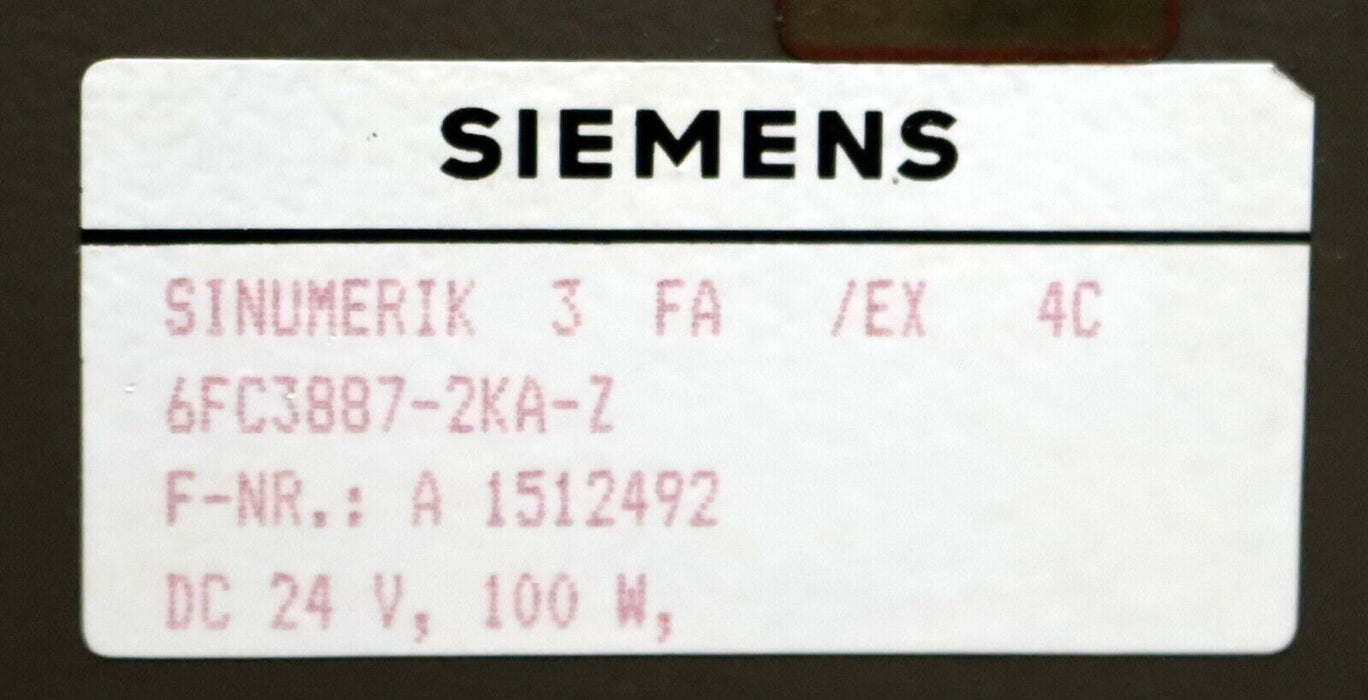 SIEMENS
SINUMERIK 3 FA /EX 4C
6FC3887-2KA-Z
F-NR.: A 1512492
DC 24 V, 100 W,